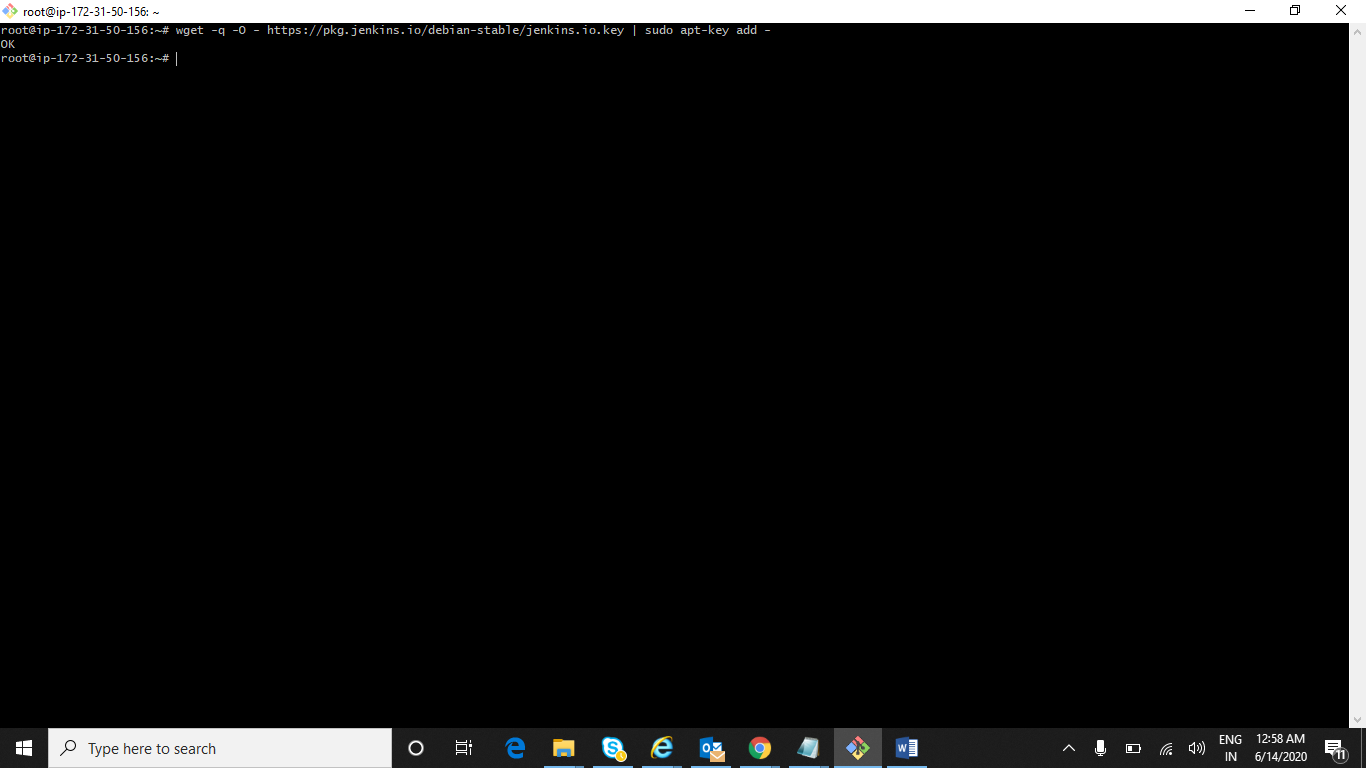 root@ip-172-31-50-156: ~
root@ip-172-31-50-156:~# wget -q -O - https://pkg.jenkins.io/debian-stable/jenkins.io.key | sudo apt-key add -
OK
root@ip-172-31-50-156:~#
Type here to search
ENG
IN
12:58 AM
6/14/2020
11